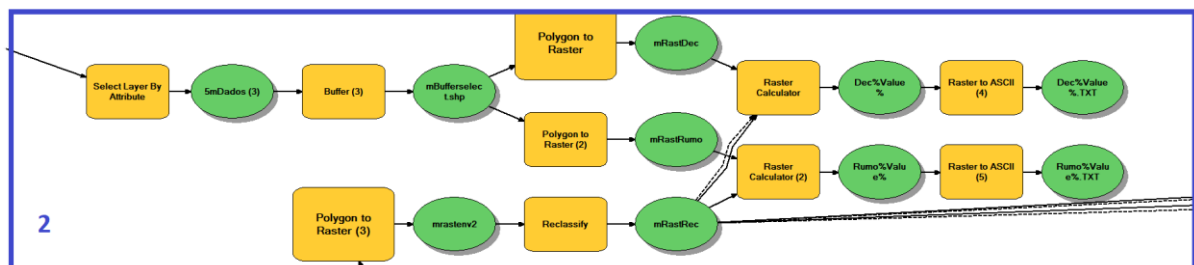 Polygon to
Raster
mRastDec
Select Layer By
Attribute
5mDados (3)
Buffer (3)
mBufferselec
t.shp
Raster
Calculator
Dec%Value
%
Raster to ASCII
(4)
Dec%Value
%.TXT
Polygon to
Raster (2)
mRastRumo
Raster
Calculator (2)
Rumo%Valu
e%
Raster to ASCII
(5)
Rumo%Valu
e%.TXT
Polygon to
Raster (3)
mrastenv2
Reclassify
mRastRec
2